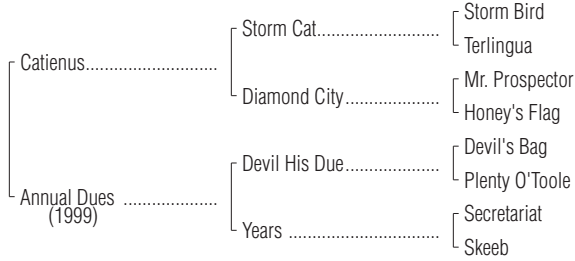 Storm Bird
Storm Cat..............................
Terlingua
Catienus................................
Mr. Prospector
Diamond City.......................
Honey's Flag
Devil's Bag
Devil His Due.......................
Plenty O'Toole
Annual Dues .......................
(1999)
Secretariat
Years .....................................
Skeeb